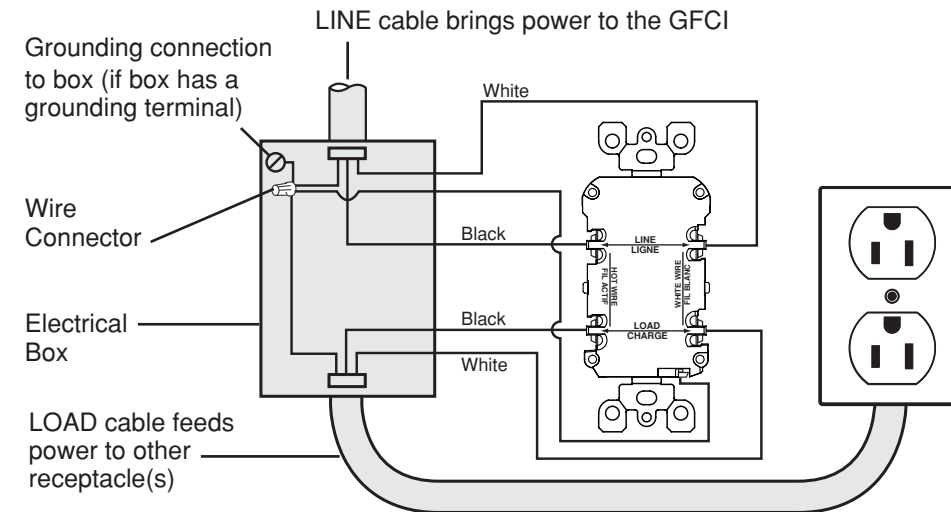 LINE cable brings power to the GFCI
Grounding connection
to box (if box has a
grounding terminal)
White
Wire
Connector
Black
LINE
LIGNE
HOT WIRE
FIL ACTIF
WHITE WIRE
FIL BLANC
Electrical
Box
Black
LOAD
CHARGE
White
LOAD cable feeds
power to other
receptacle(s)